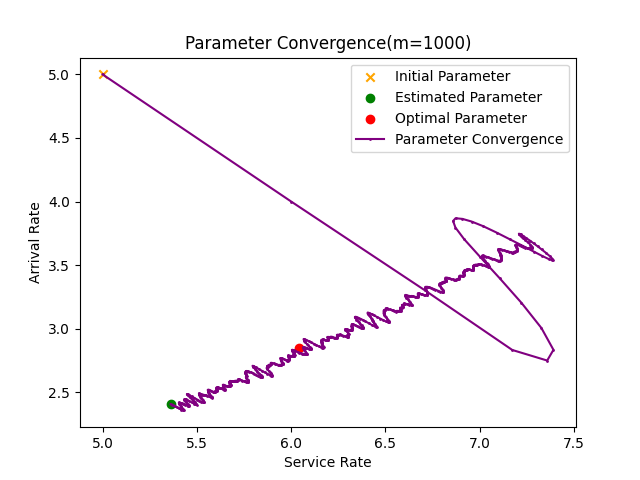 Parameter Convergence(m=1000)
Initial Parameter
Estimated Parameter
Optimal Parameter
Parameter Convergence
Arrival Rate
5.0
4.5
4.0
3.5
3.0
2.5
5.0 5.5 6.0 6.5 7.0 7.5
Service Rate